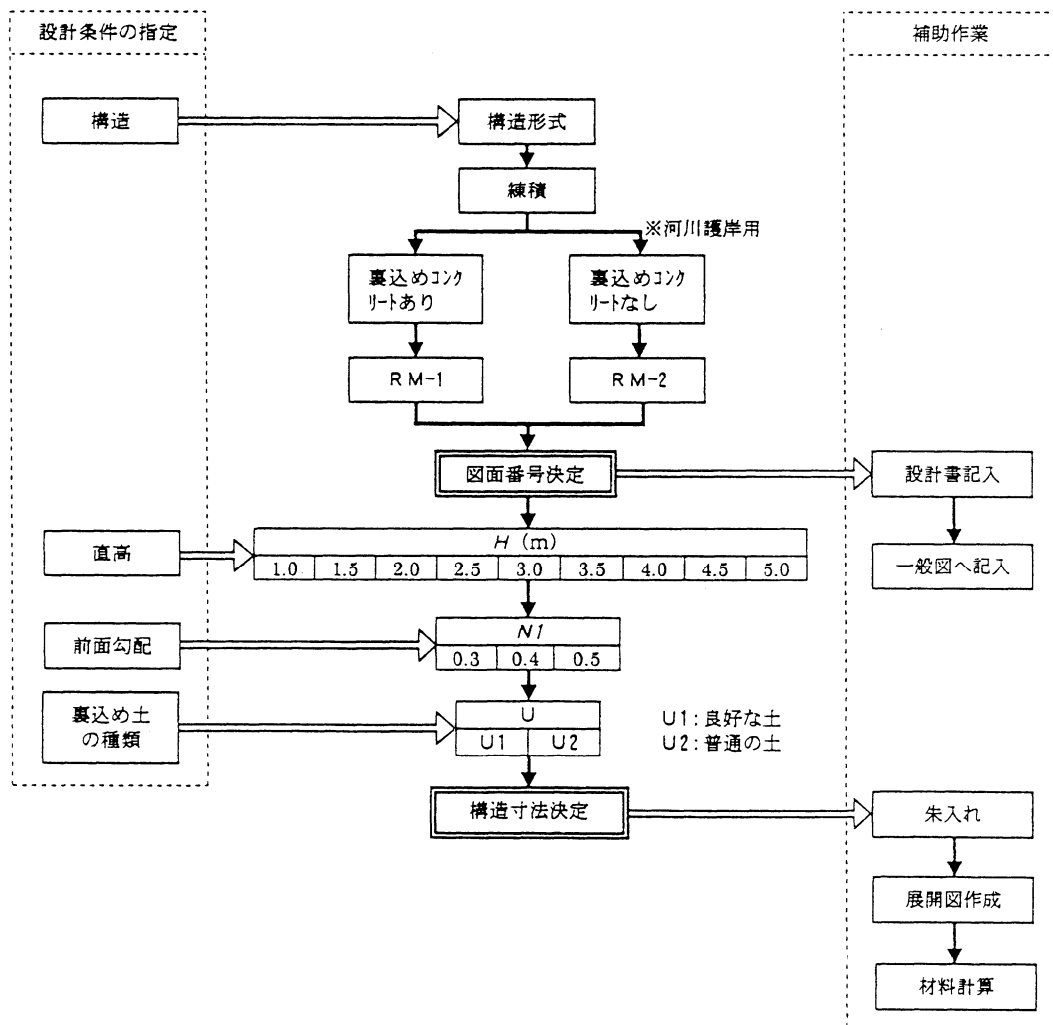 設計条件の指定
補助作業
構造
構造形式
練積
※河川護岸用
裏込めコンク
リートあり
裏込めコンク
リートなし
RM-1
RM-2
図面番号決定
設計書記入
一般図へ記入
直高
H (m)
1.0 1.5 2.0 2.5 3.0 3.5 4.0 4.5 5.0
前面勾配
N1
0.3 0.4 0.5
裏込め土
の種類
U
U1 U2
U1:良好な土
U2:普通の土
構造寸法決定
朱入れ
展開図作成
材料計算